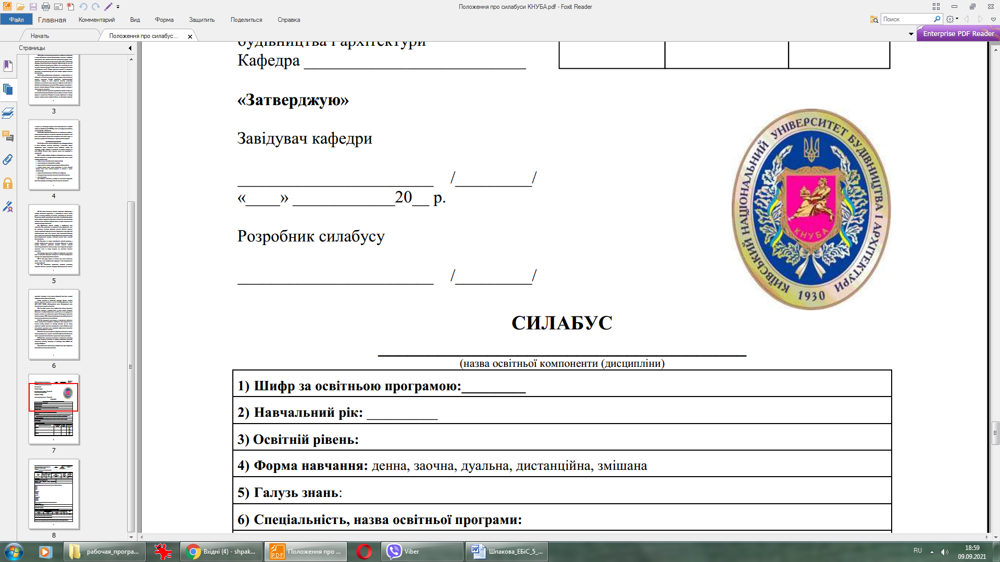 Положення про силабуси КНУБА.pdf - Foxit Reader
Файл
Главная
Комментарий
Вид
Форма
Защитить
Поделиться
Справка
Поиск
Начать
Положення про силабус...
Enterprise PDF Reader
Страницы
3
4
5
6
7
8
будівництва і архітектури
Кафедра __________________________
«Затверджую»
Завідувач кафедри
_______________________ /_________/
«____» ____________20__ р.
Розробник силабусу
_______________________ /_________/
КИЇВСЬКИЙ НАЦІОНАЛЬНИЙ УНІВЕРСИТЕТ БУДІВНИЦТВА І АРХІТЕКТУРИ
КНУБА
1930
СИЛАБУС
_____________________________________
(назва освітньої компоненти (дисципліни)
1) Шифр за освітньою програмою:_________
2) Навчальний рік: __________
3) Освітній рівень:
4) Форма навчання: денна, заочна, дуальна, дистанційна, змішана
5) Галузь знань:
6) Спеціальність, назва освітньої програми:
рабочая_програ...
Вхідні (4) - shpak...
Положення про ...
Viber
Шпакова_ЕБіС_5_...
RU
18:59
09.09.2021